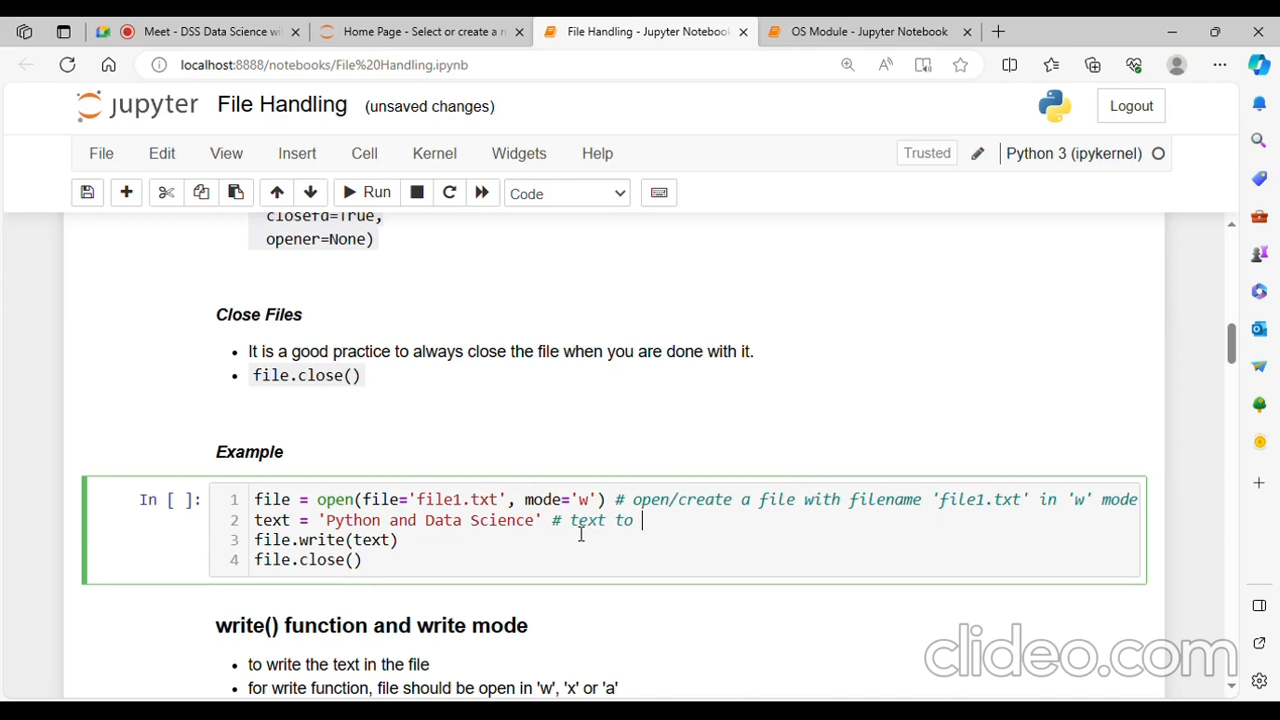 Meet - DSS Data Science wi
Home Page - Select or create a n
File Handling - Jupyter Notebook
OS Module - Jupyter Notebook
localhost:8888/notebooks/File%20Handling.ipynb
jupyter File Handling (unsaved changes)
Logout
File Edit View Insert Cell Kernel Widgets Help
Trusted
Python 3 (ipykernel)
Run
Code
closefd=True,
opener=None)
Close Files
• It is a good practice to always close the file when you are done with it.
• file.close()
Example
In [ ]:
1 file = open(file='file1.txt', mode='w') # open/create a file with filename 'file1.txt' in 'w' mode
2 text = 'Python and Data Science' # text to
3 file.write(text)
4 file.close()
write() function and write mode
• to write the text in the file
• for write function, file should be open in 'w', 'x' or 'a'
clideo.com